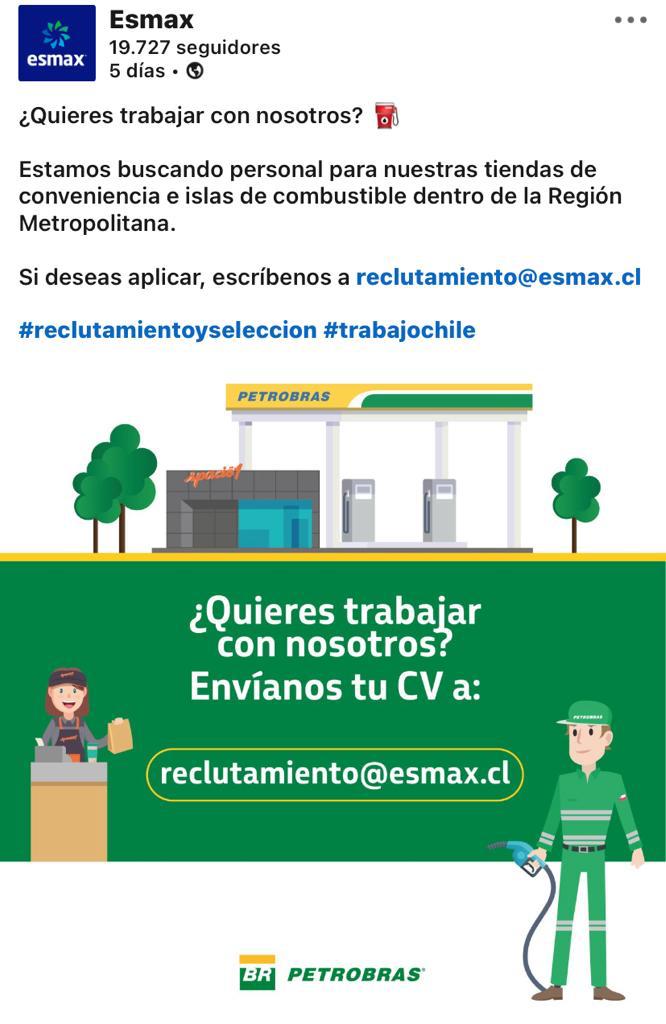 esmax
Esmax
19.727 seguidores
5 días •
¿Quieres trabajar con nosotros?
Estamos buscando personal para nuestras tiendas de
conveniencia e islas de combustible dentro de la Región
Metropolitana.
Si deseas aplicar, escríbenos a reclutamiento@esmax.cl
#reclutamientoyseleccion #trabajochile
PETROBRAS
spacio1
¿Quieres trabajar
con nosotros?
Envíanos tu CV a:
reclutamiento@esmax.cl
PETROBRAS
BR PETROBRAS